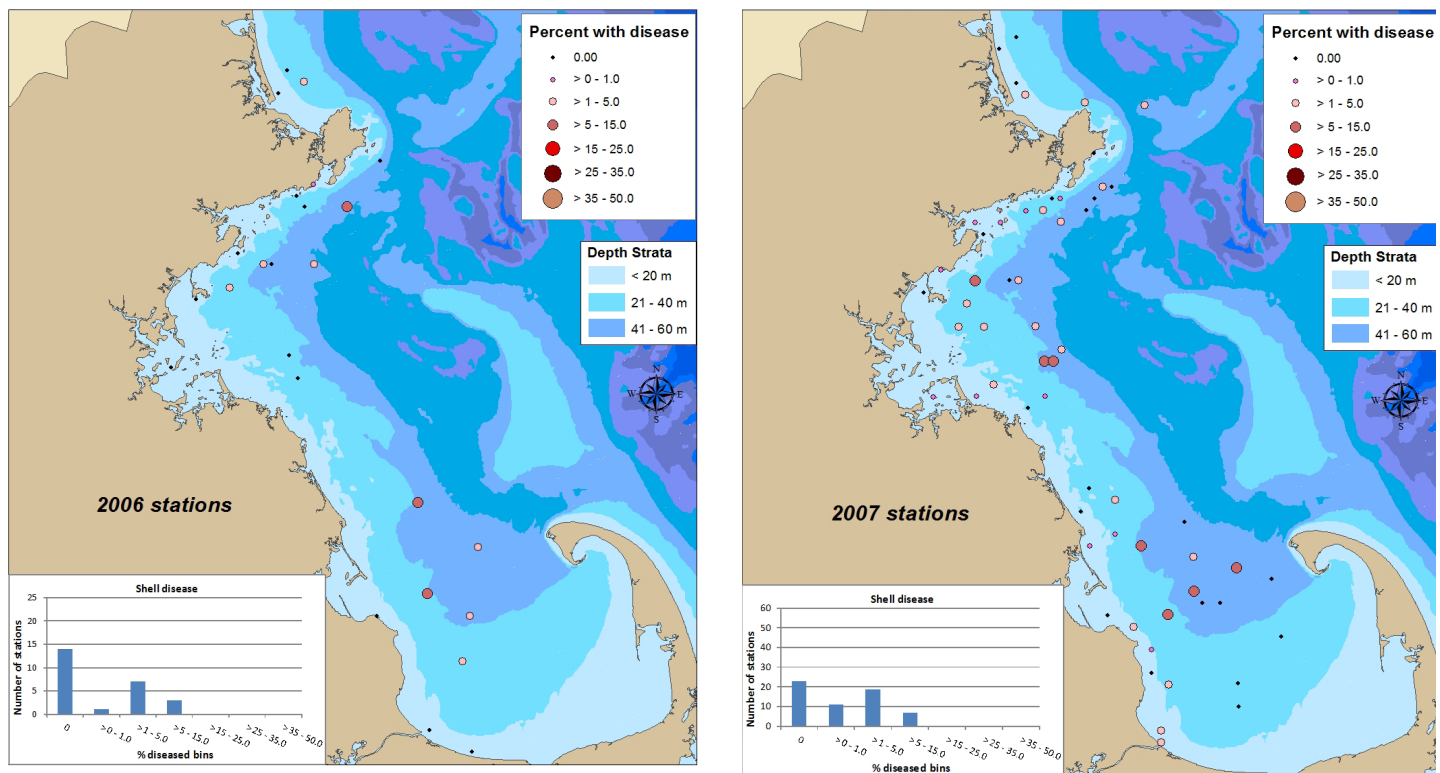 Percent with disease
0.00
> 0 - 1.0
> 1 - 5.0
> 5 - 15.0
> 15 - 25.0
> 25 - 35.0
> 35 - 50.0
Depth Strata
< 20 m
21 - 40 m
41 - 60 m
N
W E
S
2006 stations
Shell disease
Number of stations
25
20
15
10
5
0
0
> 0 - 1.0
> 1 - 5.0
> 5 - 15.0
> 15 - 25.0
> 25 - 35.0
> 35 - 50.0
% diseased bins
Percent with disease
0.00
> 0 - 1.0
> 1 - 5.0
> 5 - 15.0
> 15 - 25.0
> 25 - 35.0
> 35 - 50.0
Depth Strata
< 20 m
21 - 40 m
41 - 60 m
N
W E
S
2007 stations
Shell disease
Number of stations
60
50
40
30
20
10
0
0
> 0 - 1.0
> 1 - 5.0
> 5 - 15.0
> 15 - 25.0
> 25 - 35.0
> 35 - 50.0
% diseased bins